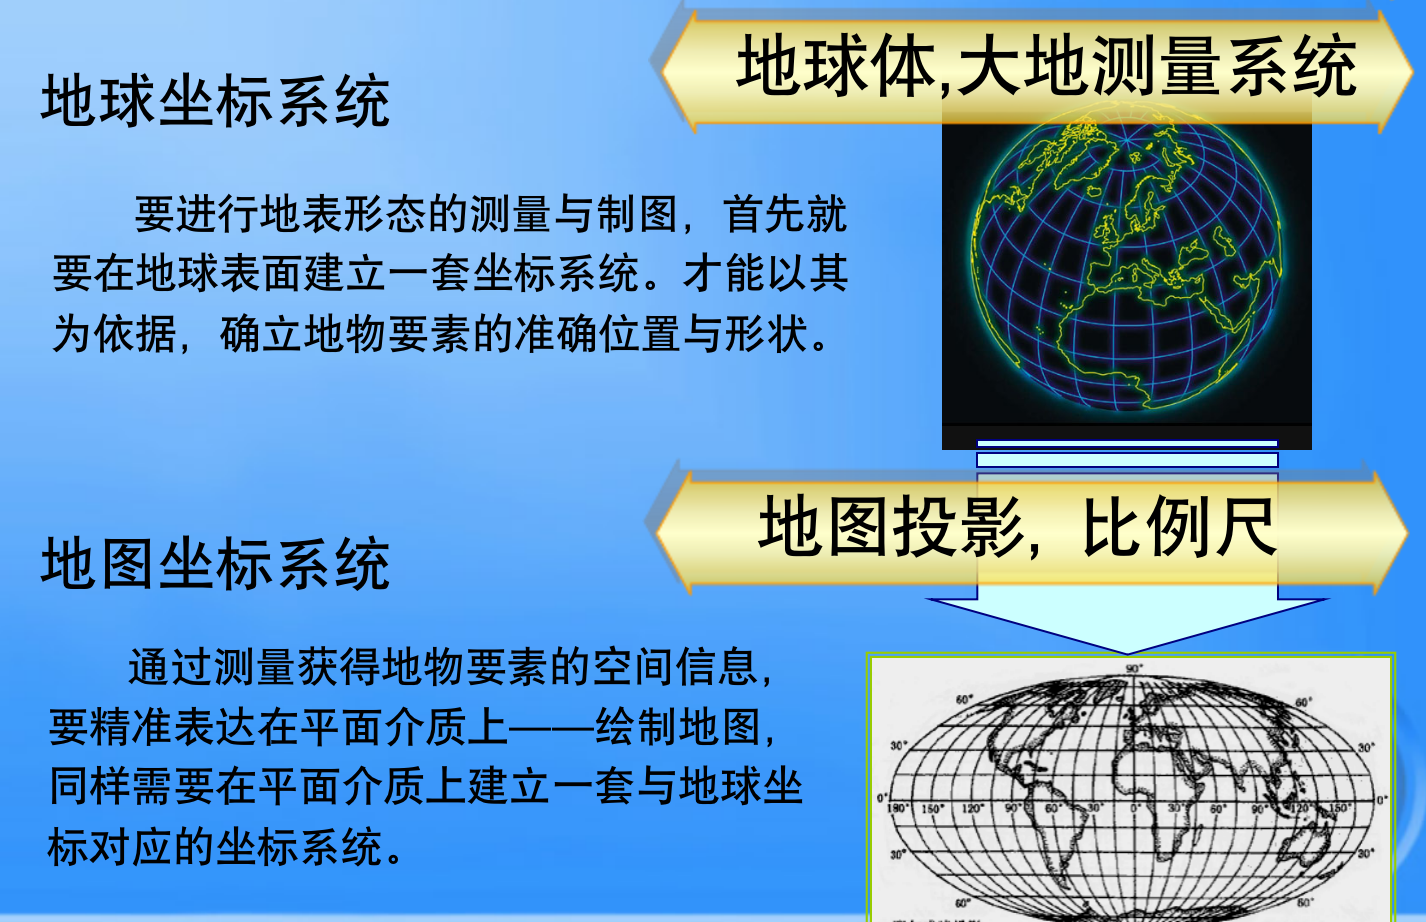 地球体,大地测量系统
地球坐标系统
要进行地表形态的测量与制图，首先就
要在地球表面建立一套坐标系统。才能以其
为依据，确立地物要素的准确位置与形状。
地图投影，比例尺
地图坐标系统
通过测量获得地物要素的空间信息，
要精准表达在平面介质上——绘制地图，
同样需要在平面介质上建立一套与地球坐
标对应的坐标系统。
90°
60° 60°
30° 30°
0° 180° 150° 120° 90° 60° 30° 0° 30° 60° 90° 120° 150° 0°
30° 30°
60° 60°